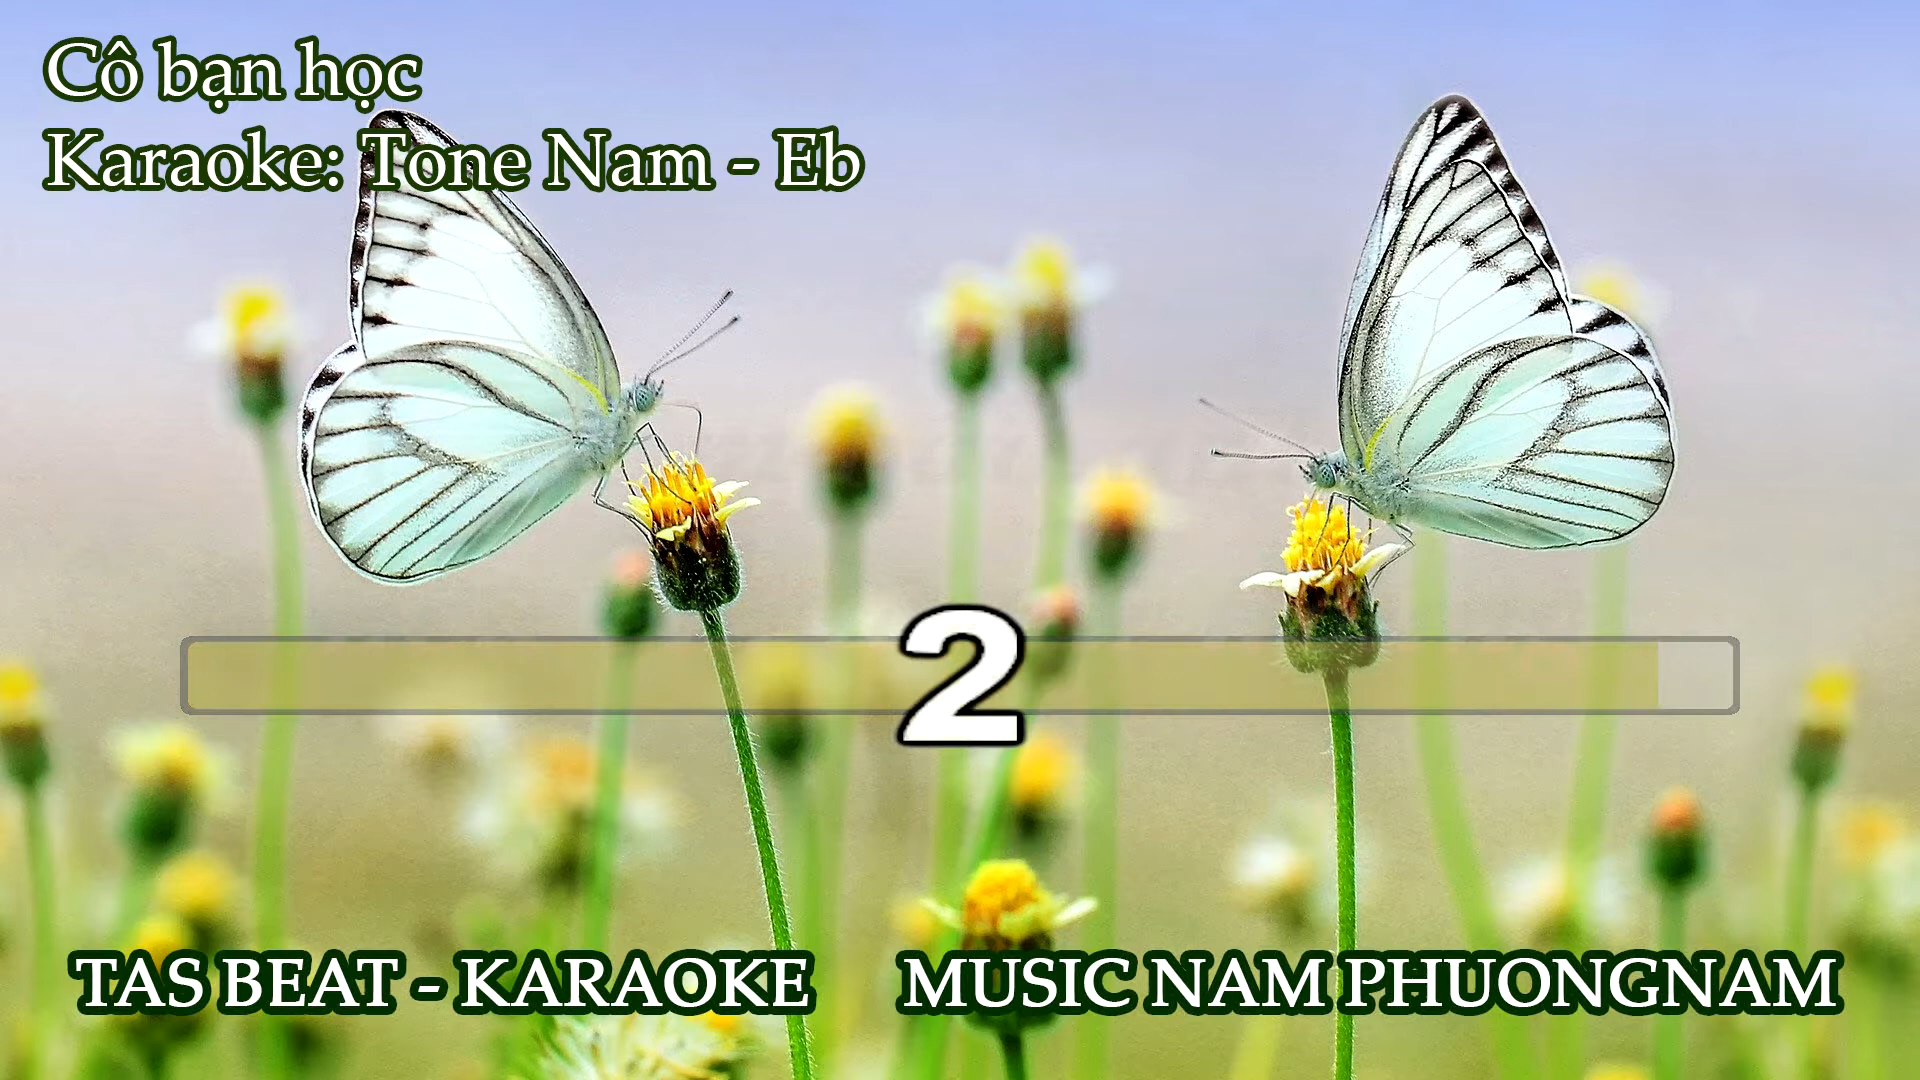 Cô bạn học
Karaoke: Tone Nam - Eb
2
TAS BEAT - KARAOKE
MUSIC NAM PHUONGNAM